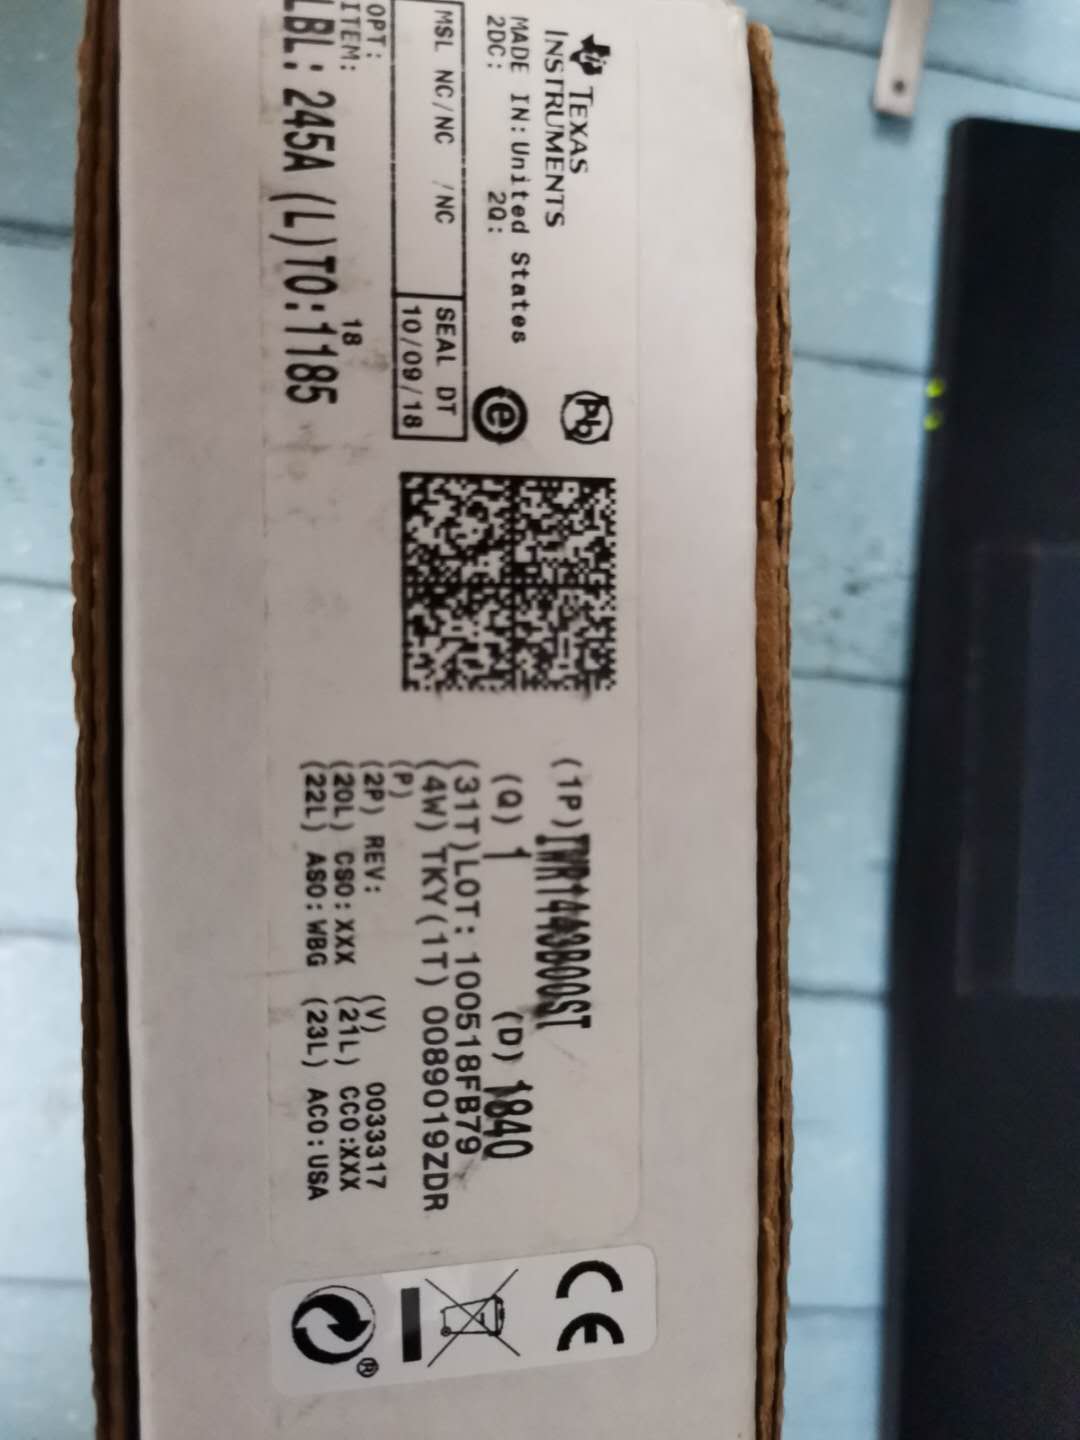 TEXAS
INSTRUMENTS
MADE IN: United States
2DC: 2Q:
MSL NC/NC /NC
SEAL DT
10/09/18
OPT:
ITEM: 18
LBL: 245A (L)TO:1185
e
Pb
(1P)
(Q) 1 (D) 1840
(31T)LOT: 100518FB79
(4W) TKY(1T) 0089019ZDR
(P)
(2P) REV: (V) 0033317
(20L) CSO:XXX (21L) CCO:XXX
(22L) ASO:WBG (23L) ACO:USA
CE
®